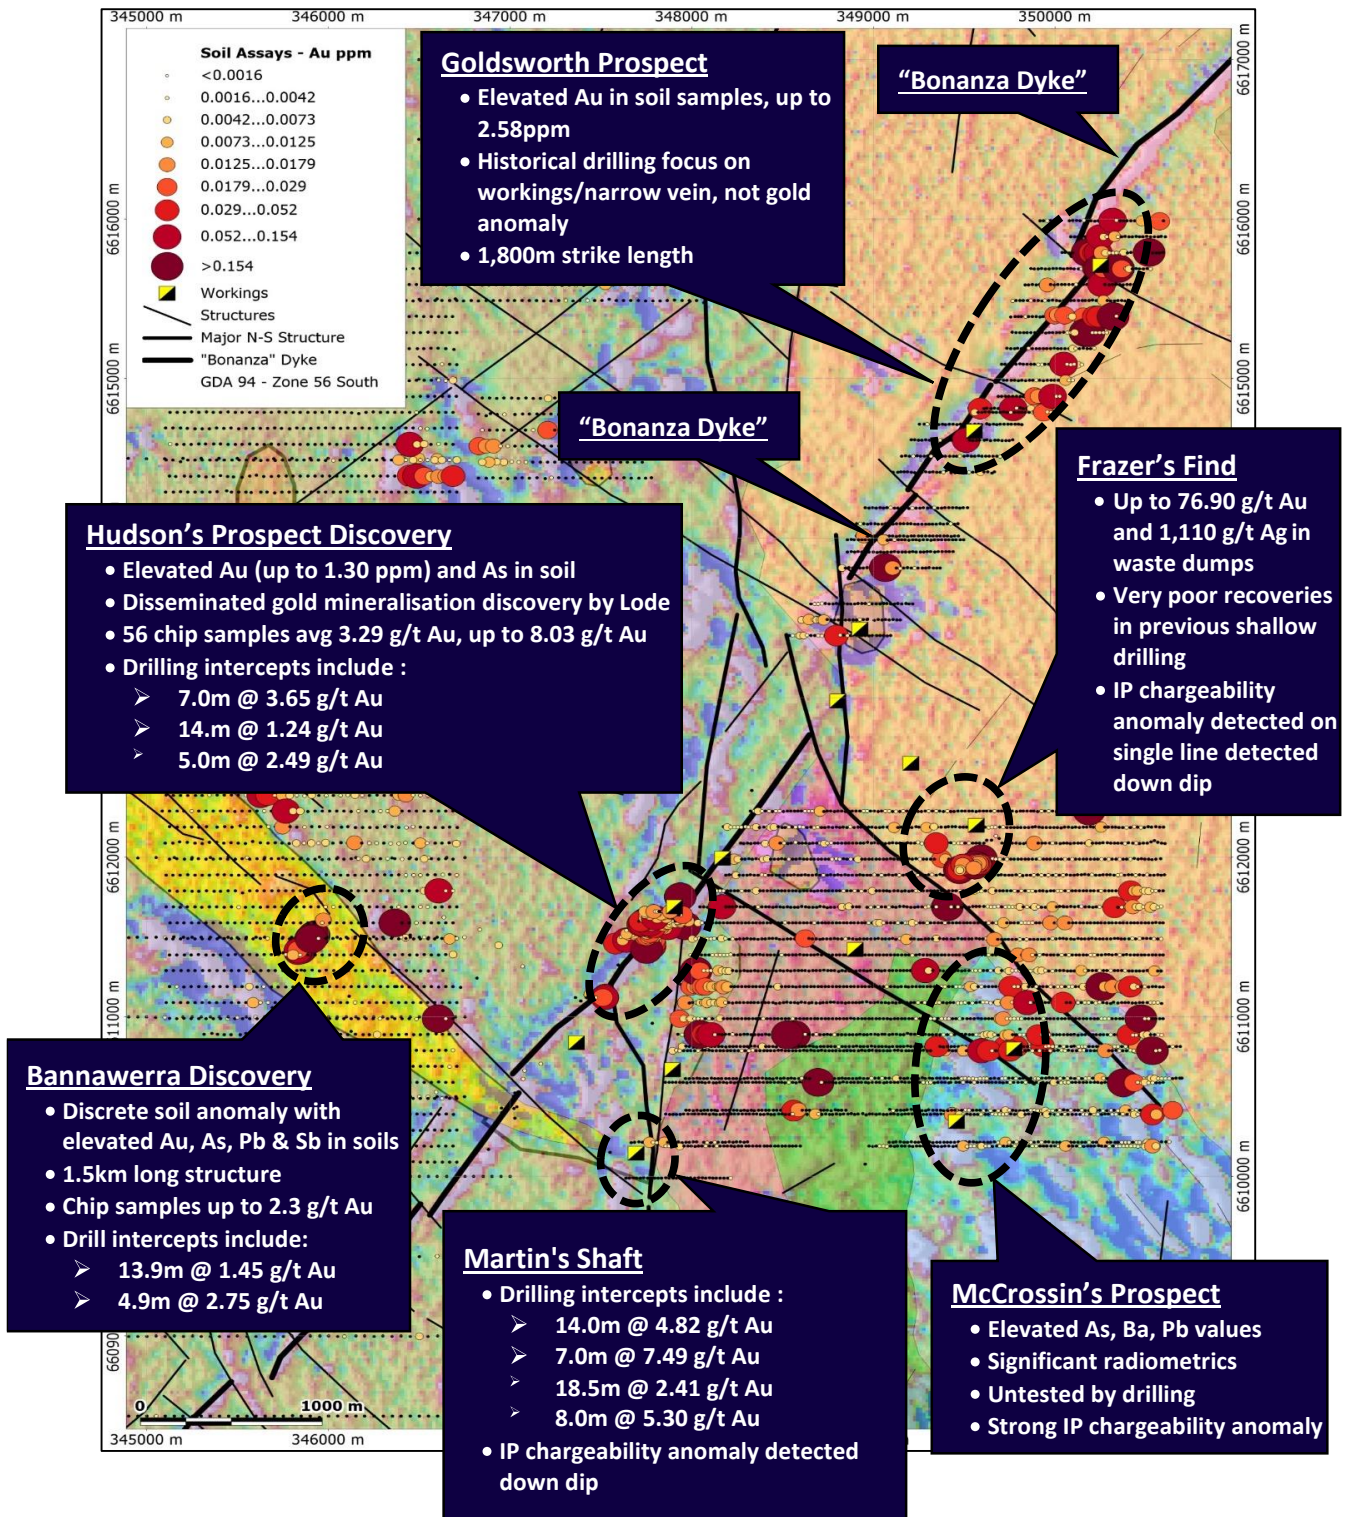 345000 m
346000 m
347000 m
348000 m
349000 m
350000 m
Soil Assays - Au ppm
<0.0016
0.0016...0.0042
0.0042...0.0073
0.0073...0.0125
0.0125...0.0179
0.0179...0.029
0.029...0.052
0.052...0.154
>0.154
Workings
Structures
Major N-S Structure
"Bonanza" Dyke
GDA 94 - Zone 56 South
Goldsworth Prospect
• Elevated Au in soil samples, up to
2.58ppm
• Historical drilling focus on
workings/narrow vein, not gold
anomaly
• 1,800m strike length
“Bonanza Dyke”
6617000 m
6616000 m
6616000 m
6615000 m
6615000 m
“Bonanza Dyke”
Frazer’s Find
• Up to 76.90 g/t Au
and 1,110 g/t Ag in
waste dumps
• Very poor recoveries
in previous shallow
drilling
• IP chargeability
anomaly detected on
single line detected
down dip
Hudson’s Prospect Discovery
• Elevated Au (up to 1.30 ppm) and As in soil
• Disseminated gold mineralisation discovery by Lode
• 56 chip samples avg 3.29 g/t Au, up to 8.03 g/t Au
• Drilling intercepts include :
➢ 7.0m @ 3.65 g/t Au
➢ 14.m @ 1.24 g/t Au
➢ 5.0m @ 2.49 g/t Au
6612000 m
6612000 m
6611000 m
Bannawerra Discovery
• Discrete soil anomaly with
elevated Au, As, Pb & Sb in soils
• 1.5km long structure
• Chip samples up to 2.3 g/t Au
• Drill intercepts include:
➢ 13.9m @ 1.45 g/t Au
➢ 4.9m @ 2.75 g/t Au
6610000 m
Martin's Shaft
• Drilling intercepts include :
➢ 14.0m @ 4.82 g/t Au
➢ 7.0m @ 7.49 g/t Au
➢ 18.5m @ 2.41 g/t Au
➢ 8.0m @ 5.30 g/t Au
• IP chargeability anomaly detected
down dip
McCrossin’s Prospect
• Elevated As, Ba, Pb values
• Significant radiometrics
• Untested by drilling
• Strong IP chargeability anomaly
0
1000 m
345000 m
346000 m
347000 m
350000 m